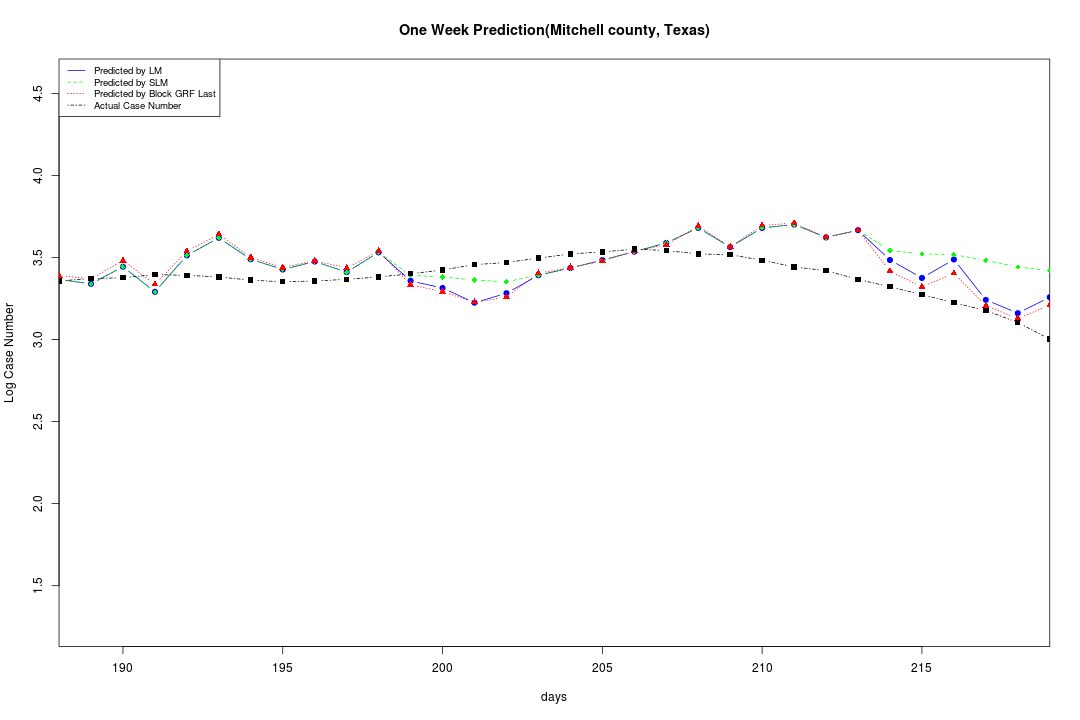 One Week Prediction(Mitchell county, Texas)
Predicted by LM
Predicted by SLM
Predicted by Block GRF Last
Actual Case Number
4.5
4.0
3.5
3.0
2.5
2.0
1.5
Log Case Number
190 195 200 205 210 215
days